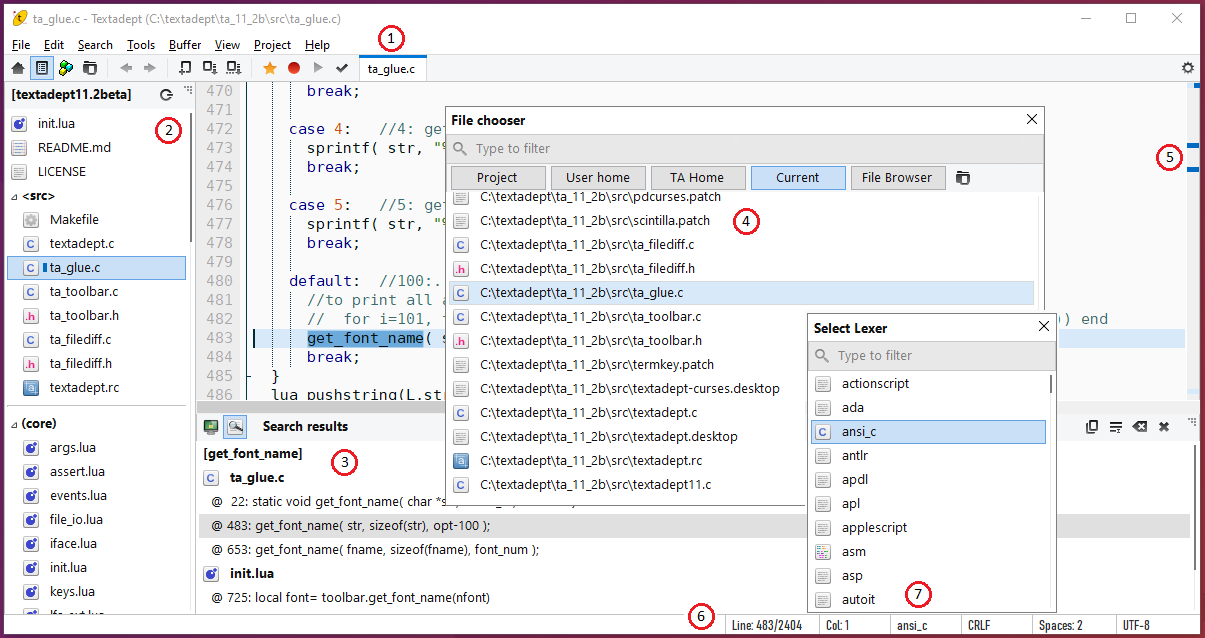 ta_glue.c - Textadept (C:\textadept\ta_11_2b\src\ta_glue.c)
File Edit Search Tools Buffer View Project Help
1
ta_glue.c
[textadept11.2beta]
2
init.lua
README.md
LICENSE
<src>
Makefile
textadept.c
ta_glue.c
ta_toolbar.c
ta_toolbar.h
ta_filediff.c
ta_filediff.h
textadept.rc
(core)
args.lua
assert.lua
events.lua
file_io.lua
iface.lua
init.lua
keys.lua
470 break;
471
472 case 4: //4: get
473 sprintf( str, "
474 break;
475
476 case 5: //5: get
477 sprintf( str, "
478 break;
479
480 default: //100:.
481 //to print all a
482 // for i=101, ) end
483 get_font_name( s
484 break;
485 }
486 lua_pushstring(L,str
5
File chooser
Type to filter
Project User home TA Home Current File Browser
C:\textadept\ta_11_2b\src\pdcurses.patch
C:\textadept\ta_11_2b\src\scintilla.patch
4
C:\textadept\ta_11_2b\src\ta_filediff.c
C:\textadept\ta_11_2b\src\ta_filediff.h
C:\textadept\ta_11_2b\src\ta_glue.c
C:\textadept\ta_11_2b\src\ta_toolbar.c
C:\textadept\ta_11_2b\src\ta_toolbar.h
C:\textadept\ta_11_2b\src\termkey.patch
C:\textadept\ta_11_2b\src\textadept-curses.desktop
C:\textadept\ta_11_2b\src\textadept.c
C:\textadept\ta_11_2b\src\textadept.desktop
C:\textadept\ta_11_2b\src\textadept.rc
C:\textadept\ta_11_2b\src\textadept11.c
Select Lexer
Type to filter
actionscript
ada
ansi_c
antlr
apdl
apl
applescript
asm
asp
autoit
7
Search results
[get_font_name]
3
ta_glue.c
@ 22: static void get_font_name( char *
@ 483: get_font_name( str, sizeof(str), opt-100 );
@ 653: get_font_name( fname, sizeof(fname), font_num );
init.lua
@ 725: local font= toolbar.get_font_name(nfont)
6
Line: 483/2404 Col: 1 ansi_c CRLF Spaces: 2 UTF-8